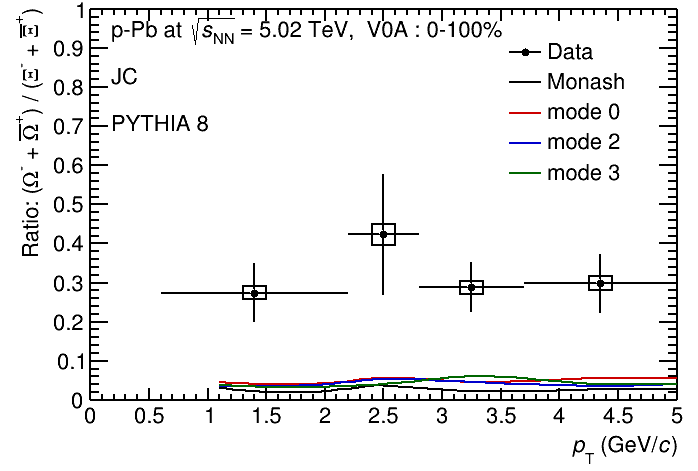 p-Pb at √sNN = 5.02 TeV, V0A : 0-100%
JC
PYTHIA 8
Data
Monash
mode 0
mode 2
mode 3
Ratio: (Ω⁻ + Ω̅⁺) / (Ξ⁻ + Ξ̅⁺)
1
0.9
0.8
0.7
0.6
0.5
0.4
0.3
0.2
0.1
0
0 0.5 1 1.5 2 2.5 3 3.5 4 4.5 5
pT (GeV/c)